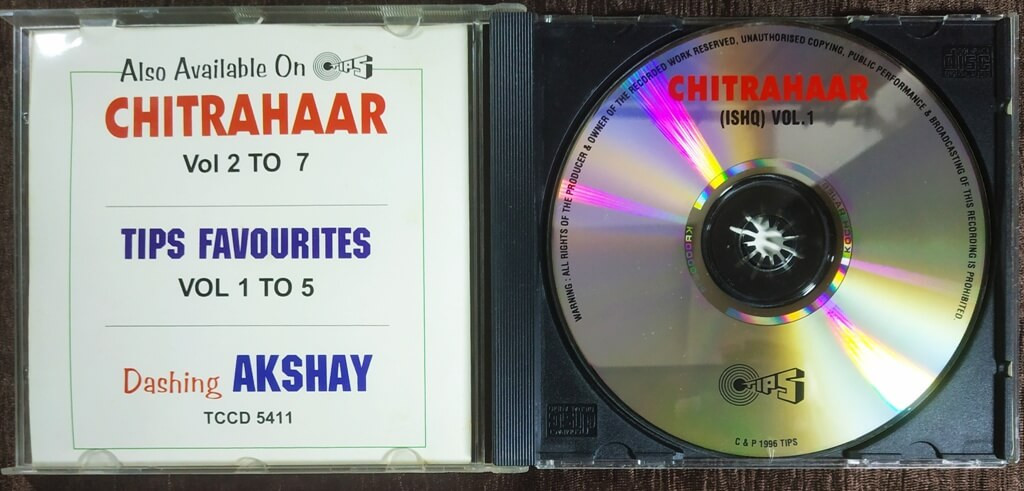 Also Available On TIPS
CHITRAHAAR
Vol 2 TO 7
TIPS FAVOURITES
VOL 1 TO 5
Dashing AKSHAY
TCCD 5411
WARNING : ALL RIGHTS OF THE PRODUCER & OWNER OF THE RECORDED WORK RESERVED, UNAUTHORISED COPYING, PUBLIC PERFORMANCE & BROADCASTING OF THIS RECORDING IS PROHIBITED
CHITRAHAAR
(ISHQ) VOL.1
TIPS
C & P 1996 TIPS